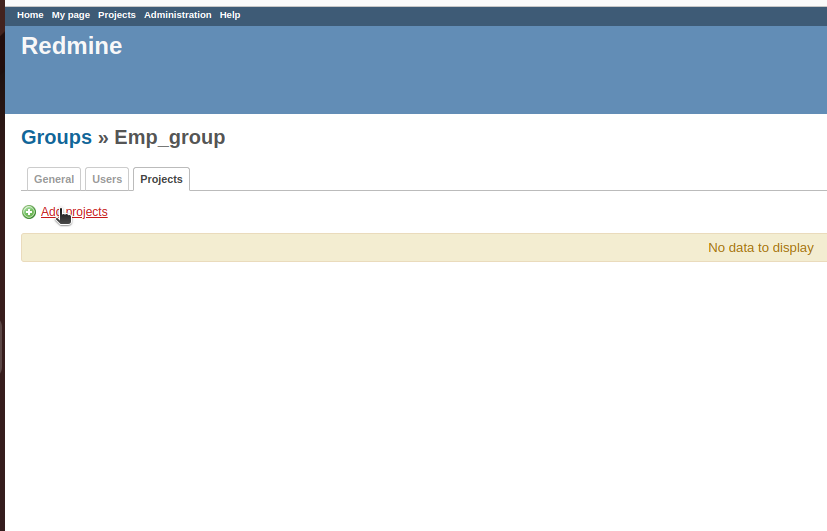 Home My page Projects Administration Help
Redmine
Groups » Emp_group
General Users Projects
Add projects
No data to display